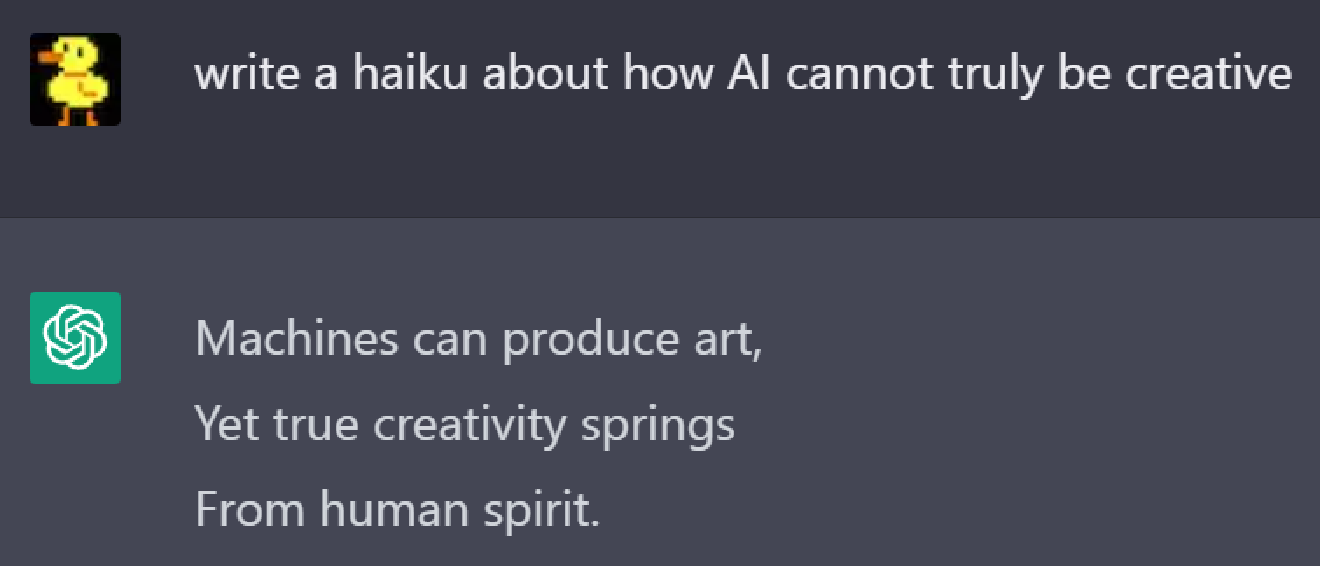 write a haiku about how AI cannot truly be creative
Machines can produce art,
Yet true creativity springs
From human spirit.